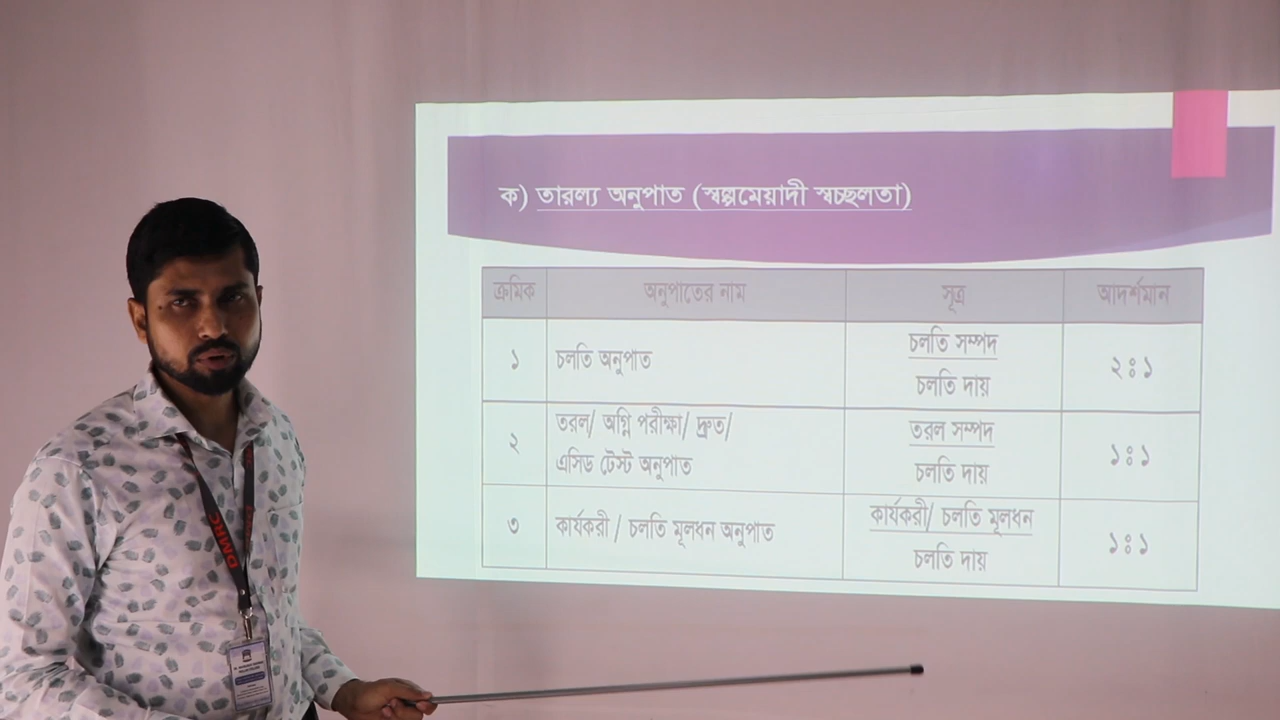 ক) তারল্য অনুপাত (স্বল্পমেয়াদী স্বচ্ছলতা)
ক্রমিক অনুপাতের নাম সূত্র আদর্শমান
১ চলতি অনুপাত চলতি সম্পদ ২ঃ১
চলতি দায়
২ তরল/ অগ্নি পরীক্ষা/ দ্রুত/ তরল সম্পদ ১ঃ১
এসিড টেস্ট অনুপাত চলতি দায়
৩ কার্যকরী / চলতি মূলধন অনুপাত কার্যকরী/ চলতি মূলধন ১ঃ১
চলতি দায়
DMRC